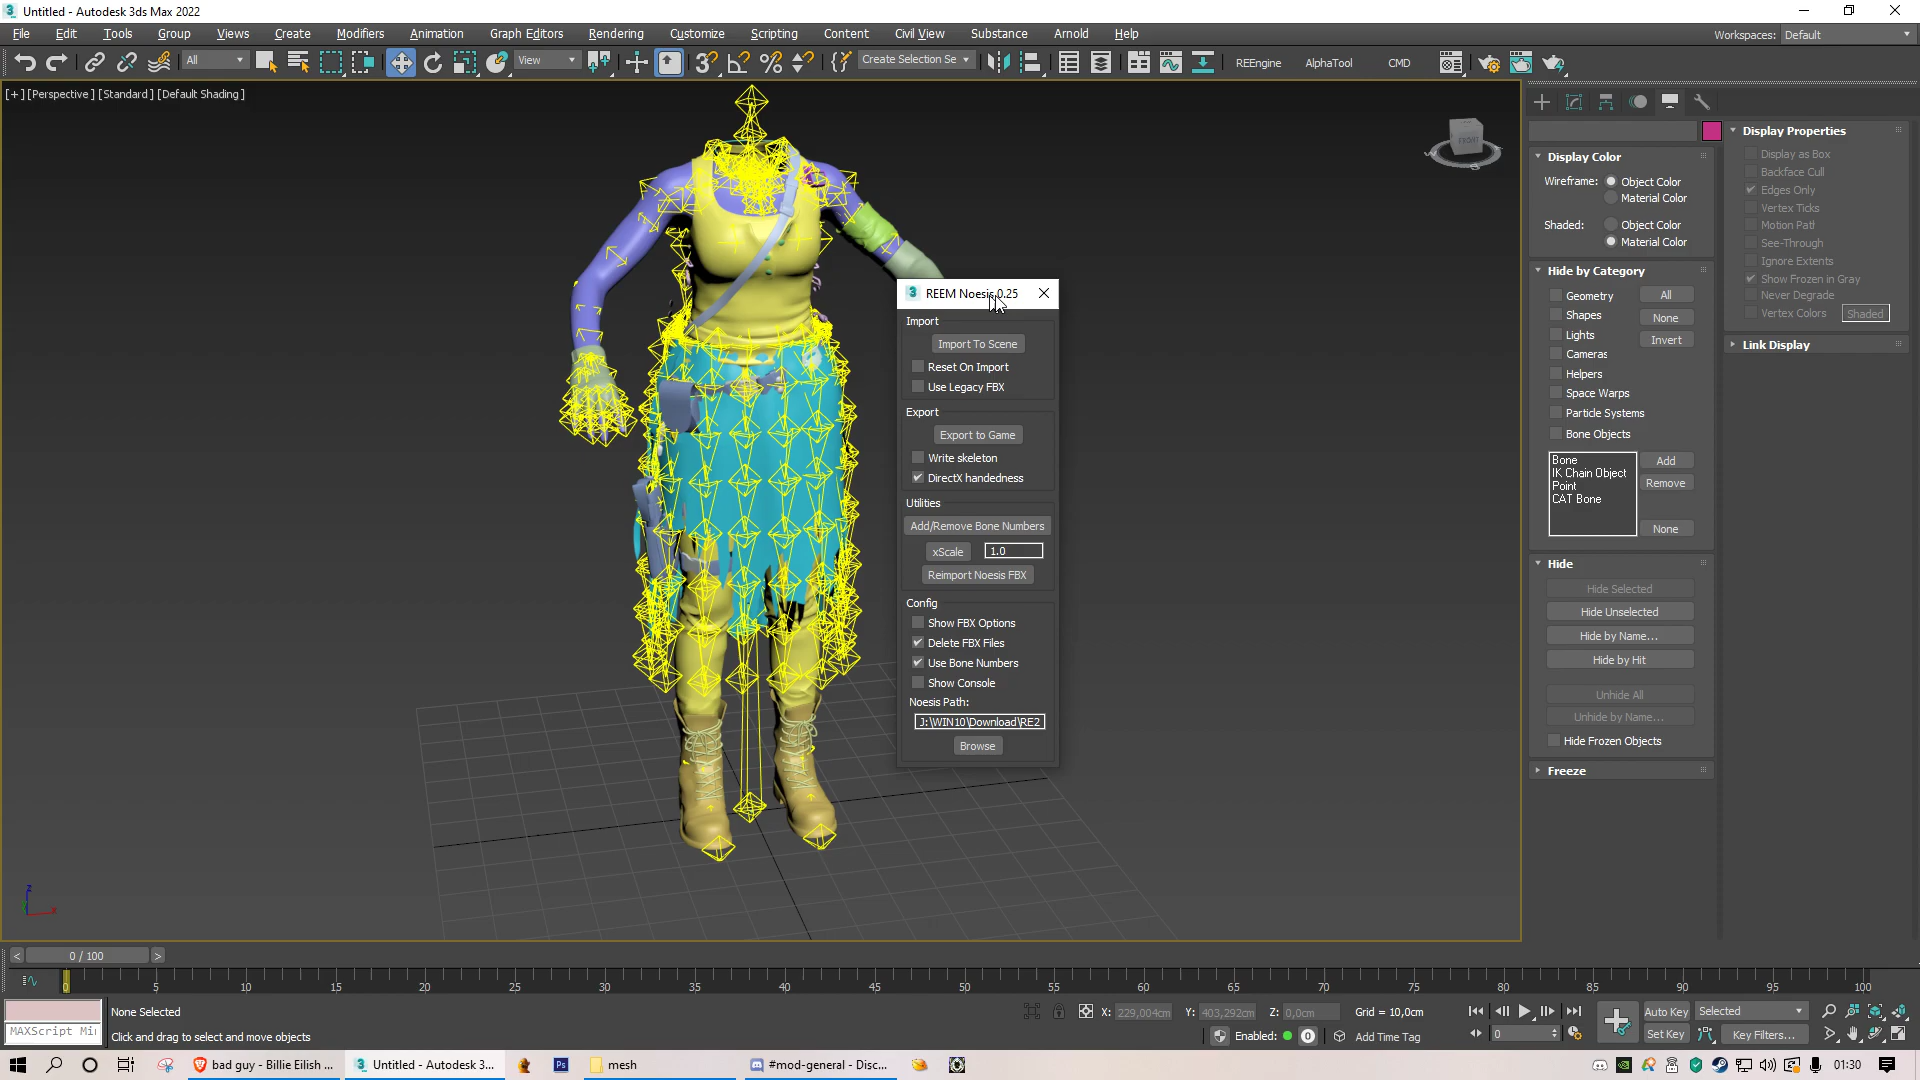 Untitled - Autodesk 3ds Max 2022
File Edit Tools Group Views Create Modifiers Animation Graph Editors Rendering Customize Scripting Content Civil View Substance Arnold Help
Workspaces: Default
All View Create Selection Se REEngine AlphaTool CMD
[+] [Perspective ] [Standard ] [Default Shading ]
FRONT
REEM Noesis 0.25
Import
Import To Scene
Reset On Import
Use Legacy FBX
Export
Export to Game
Write skeleton
DirectX handedness
Utilities
Add/Remove Bone Numbers
xScale 1.0
Reimport Noesis FBX
Config
Show FBX Options
Delete FBX Files
Use Bone Numbers
Show Console
Noesis Path:
J:\WIN10\Download\RE2
Browse
Display Color
Wireframe: Object Color
Material Color
Shaded: Object Color
Material Color
Hide by Category
Geometry All
Shapes None
Lights Invert
Cameras
Helpers
Space Warps
Particle Systems
Bone Objects
Bone
IK Chain Object
Point
CAT Bone
Add
Remove
None
Hide
Hide Selected
Hide Unselected
Hide by Name...
Hide by Hit
Unhide All
Unhide by Name...
Hide Frozen Objects
Freeze
Display Properties
Display as Box
Backface Cull
Edges Only
Vertex Ticks
Motion Path
See-Through
Ignore Extents
Show Frozen in Gray
Never Degrade
Vertex Colors Shaded
Link Display
z
x
< 0 / 100 >
0 5 10 15 20 25 30 35 40 45 50 55 60 65 70 75 80 85 90 95 100
None Selected X: 229,004cm Y: 403,292cm Z: 0,0cm Grid = 10,0cm Auto Key Selected
MAXScript Mi Click and drag to select and move objects Enabled: 0 Add Time Tag 0 Set Key Key Filters...
bad guy - Billie Eilish ... Untitled - Autodesk 3... Ps mesh #mod-general - Disc... 01:30